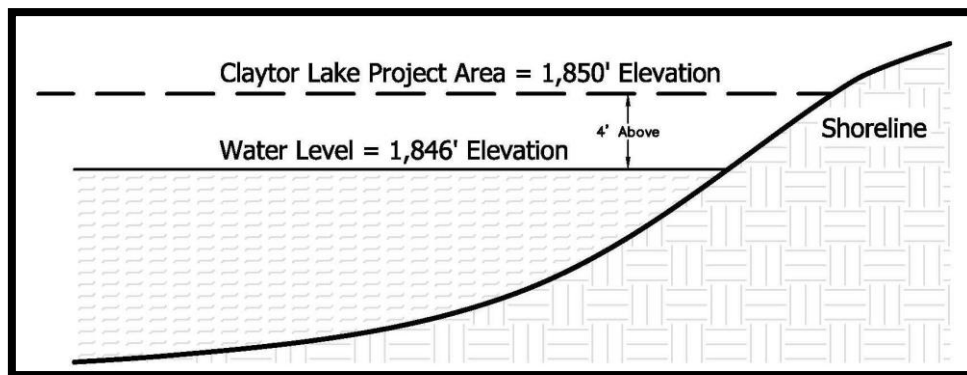 Claytor Lake Project Area = 1,850' Elevation
4' Above
Shoreline
Water Level = 1,846' Elevation